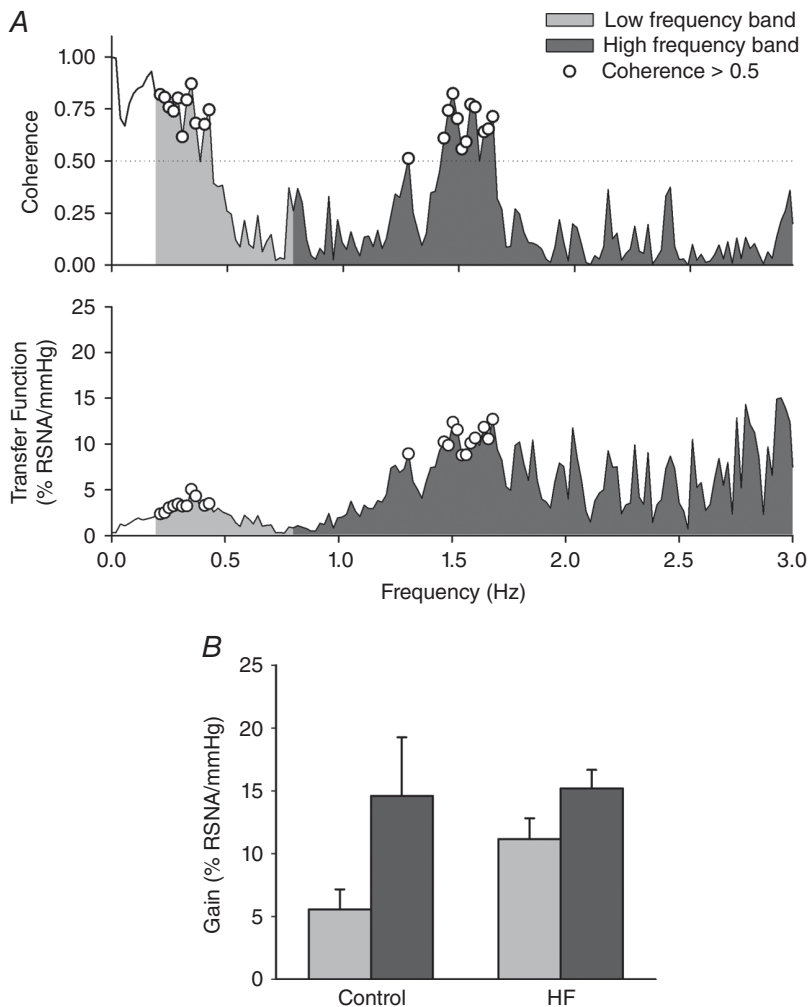 A
Low frequency band
High frequency band
Coherence > 0.5
1.00
0.75
0.50
0.25
0.00
Coherence
25
20
15
10
5
0
Transfer Function
(% RSNA/mmHg)
0.0 0.5 1.0 1.5 2.0 2.5 3.0
Frequency (Hz)
B
25
20
15
10
5
0
Gain (% RSNA/mmHg)
Control HF